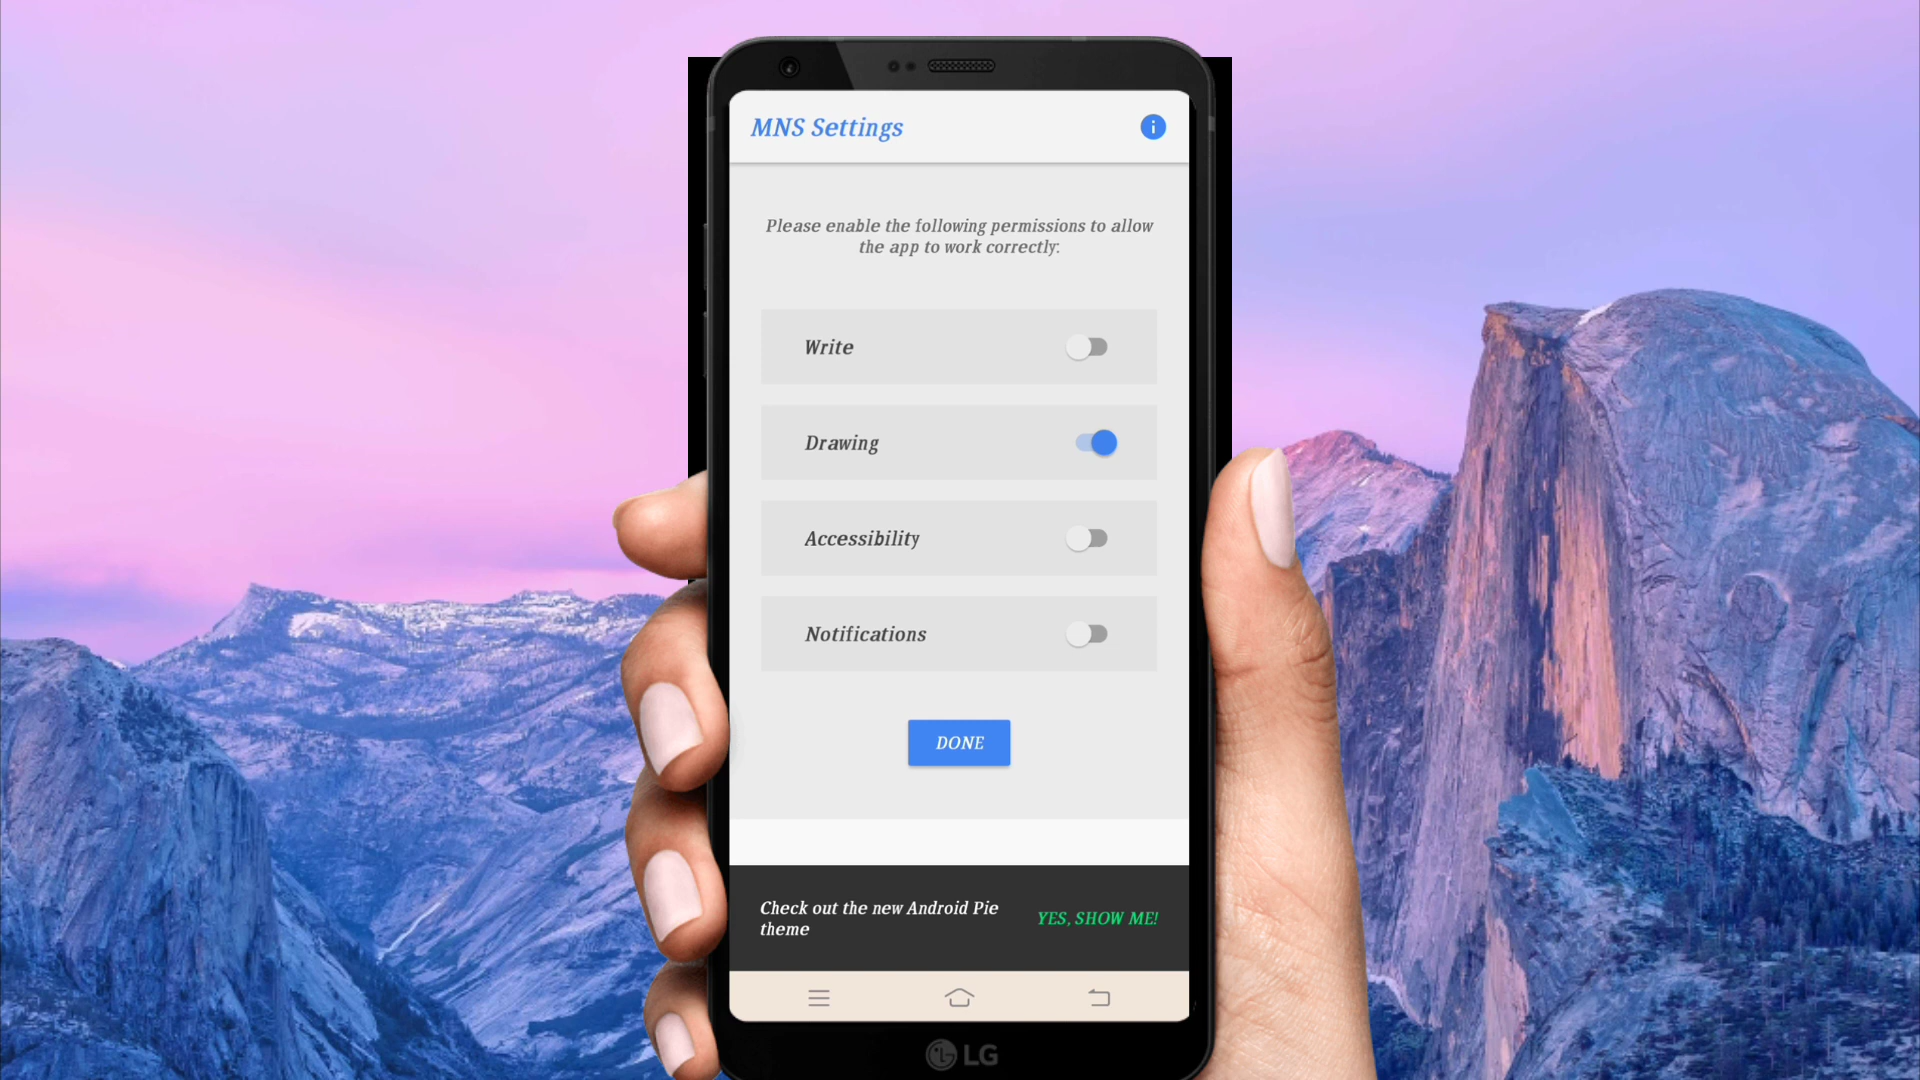 MNS Settings
Please enable the following permissions to allow
the app to work correctly:
Write
Drawing
Accessibility
Notifications
DONE
Check out the new Android Pie
theme
YES, SHOW ME!
LG